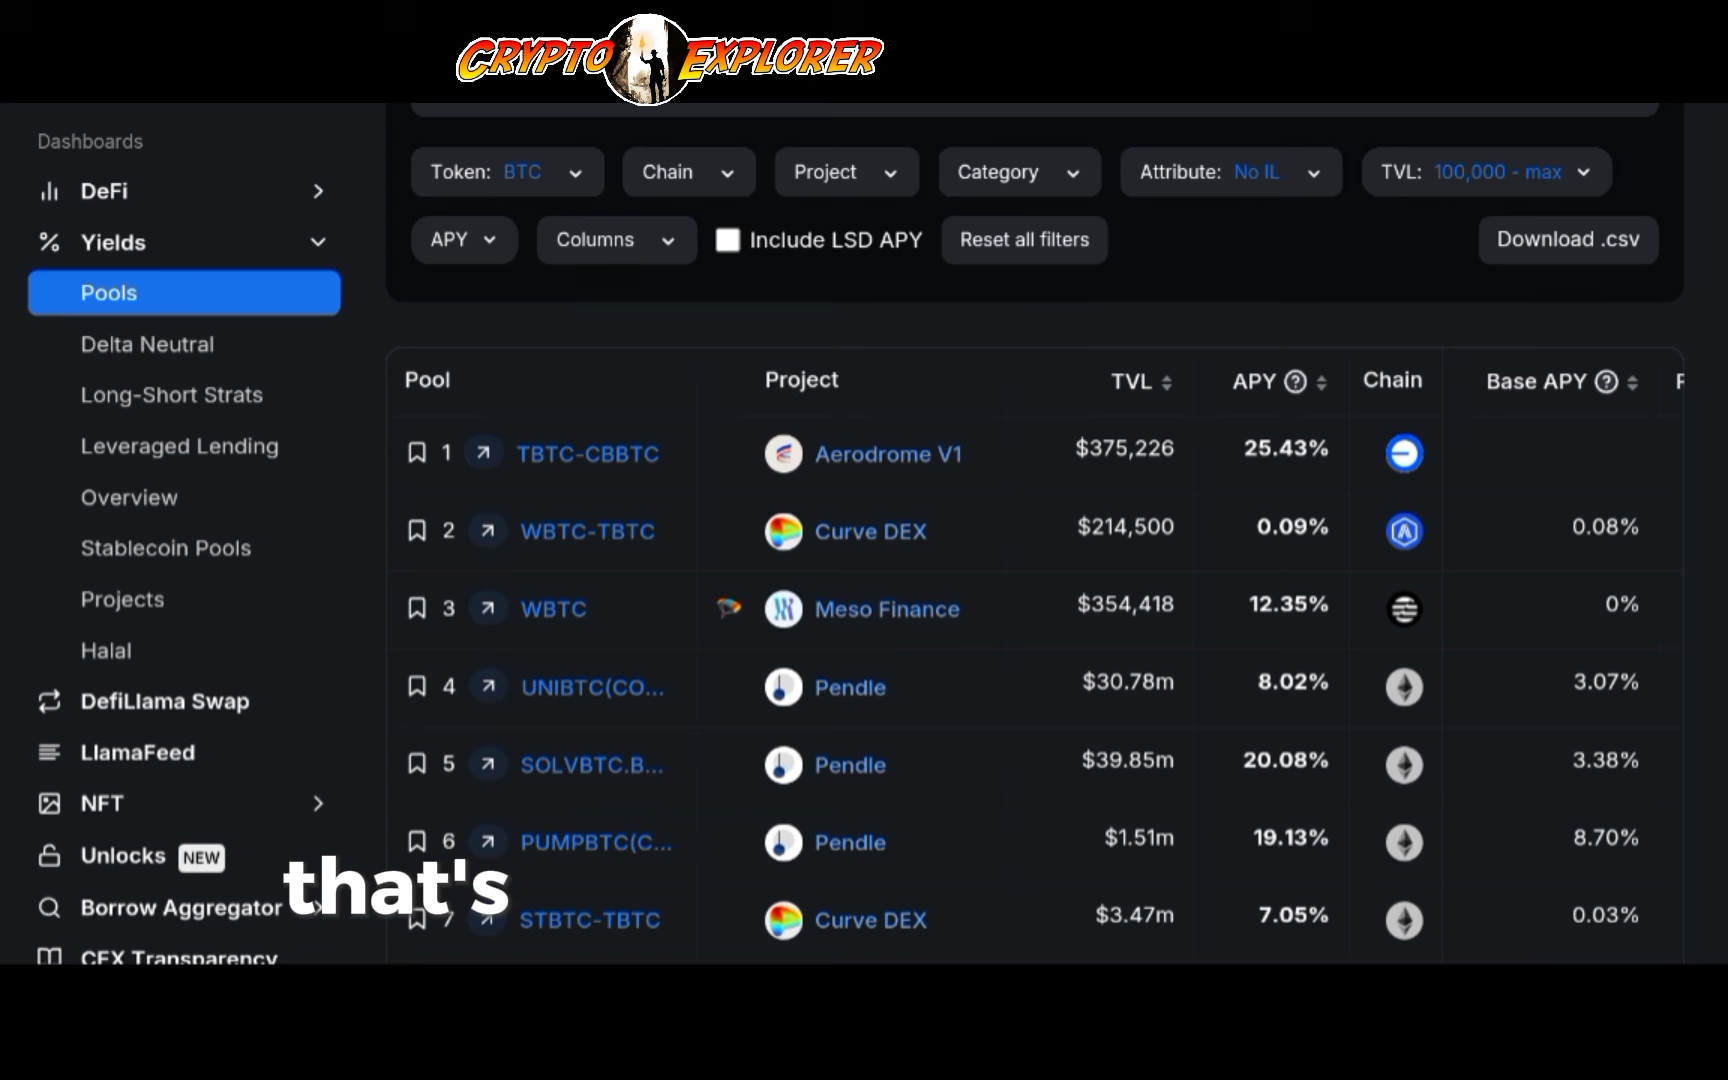 CRYPTO EXPLORER
Dashboards
DeFi
Yields
Pools
Delta Neutral
Long-Short Strats
Leveraged Lending
Overview
Stablecoin Pools
Projects
Halal
DefiLlama Swap
LlamaFeed
NFT
Unlocks NEW
Borrow Aggregator
CEX Transparency
Token: BTC Chain Project Category Attribute: No IL TVL: 100,000 - max
APY Columns Include LSD APY Reset all filters Download .csv
Pool Project TVL APY Chain Base APY
1 TBTC-CBBTC Aerodrome V1 $375,226 25.43%
2 WBTC-TBTC Curve DEX $214,500 0.09% 0.08%
3 WBTC Meso Finance $354,418 12.35% 0%
4 UNIBTC(CO... Pendle $30.78m 8.02% 3.07%
5 SOLVBTC.B... Pendle $39.85m 20.08% 3.38%
6 PUMPBTC(C... Pendle $1.51m 19.13% 8.70%
7 STBTC-TBTC Curve DEX $3.47m 7.05% 0.03%
that's